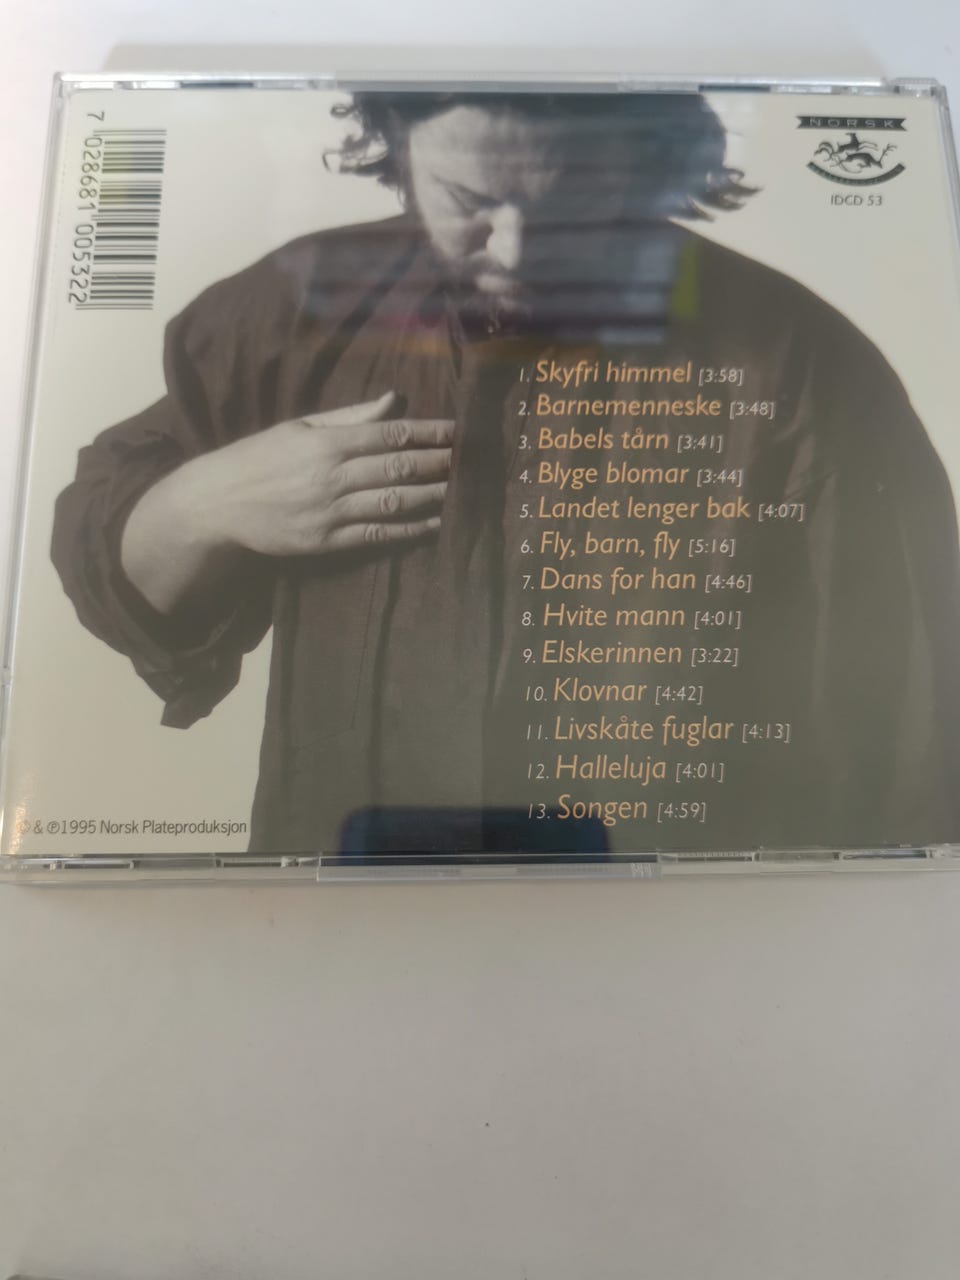 NORSK
IDCD 53
7 028681 005322
1. Skyfri himmel [3:58]
2. Barnemenneske [3:48]
3. Babels tårn [3:41]
4. Blyge blomar [3:44]
5. Landet lenger bak [4:07]
6. Fly, barn, fly [5:16]
7. Dans for han [4:46]
8. Hvite mann [4:01]
9. Elskerinnen [3:22]
10. Klovnar [4:42]
11. Livskåte fuglar [4:13]
12. Halleluja [4:01]
13. Songen [4:59]
© & ℗1995 Norsk Plateproduksjon